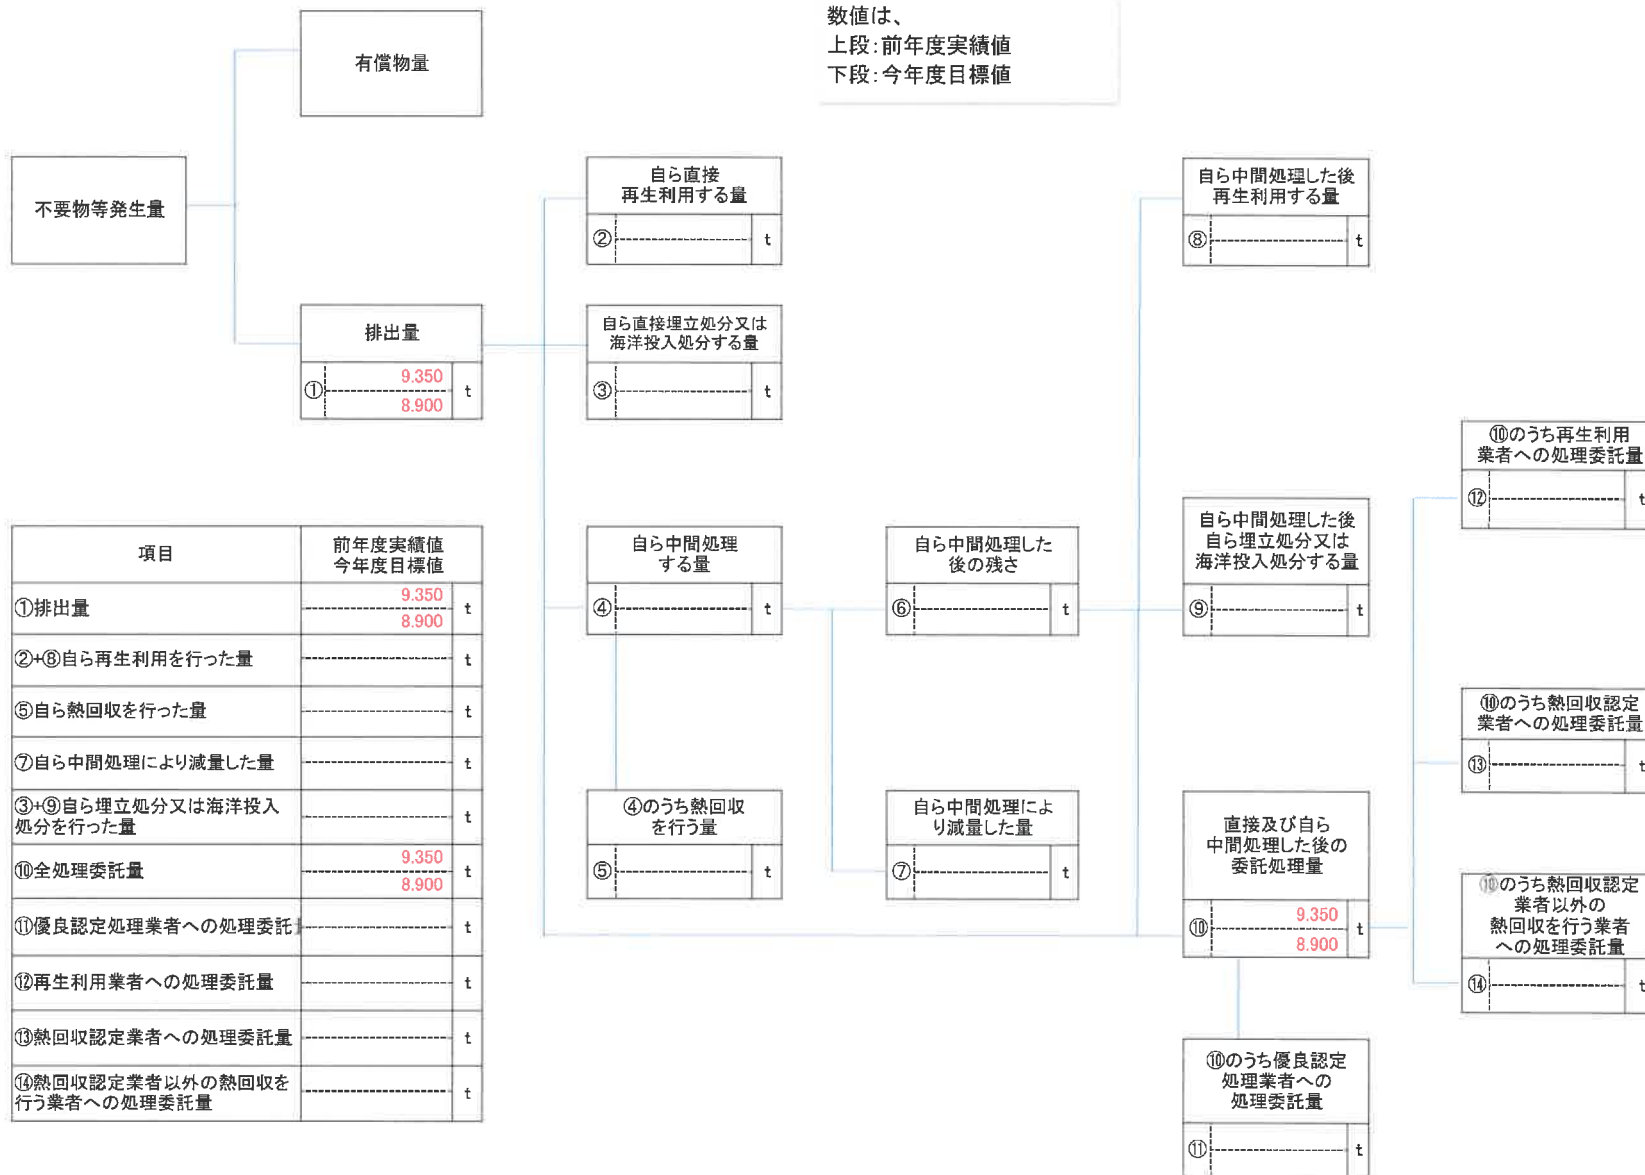 数値は、
上段:前年度実績値
下段:今年度目標値
有償物量
不要物等発生量
排出量
① 9.350 t
8.900
自ら直接
再生利用する量
② t
自ら直接埋立処分又は
海洋投入処分する量
③ t
自ら中間処理
する量
④ t
④のうち熱回収
を行う量
⑤ t
自ら中間処理した
後の残さ
⑥ t
自ら中間処理によ
り減量した量
⑦ t
自ら中間処理した後
再生利用する量
⑧ t
自ら中間処理した後
自ら埋立処分又は
海洋投入処分する量
⑨ t
直接及び自ら
中間処理した後の
委託処理量
⑩ 9.350 t
8.900
⑩のうち優良認定
処理業者への
処理委託量
⑪ t
⑩のうち再生利用
業者への処理委託量
⑫ t
⑩のうち熱回収認定
業者への処理委託量
⑬ t
⑩のうち熱回収認定
業者以外の
熱回収を行う業者
への処理委託量
⑭ t
項目 前年度実績値
今年度目標値
①排出量 9.350 t
8.900
②+⑧自ら再生利用を行った量 t
⑤自ら熱回収を行った量 t
⑦自ら中間処理により減量した量 t
③+⑨自ら埋立処分又は海洋投入
処分を行った量 t
⑩全処理委託量 9.350 t
8.900
⑪優良認定処理業者への処理委託 t
⑫再生利用業者への処理委託量 t
⑬熱回収認定業者への処理委託量 t
⑭熱回収認定業者以外の熱回収を
行う業者への処理委託量 t